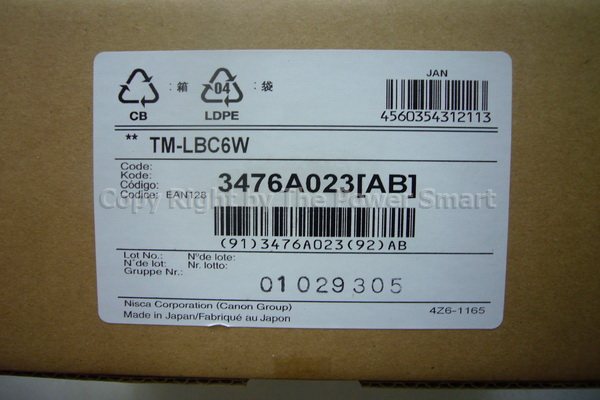 JAN
: 箱
04
: 袋
CB
LDPE
4560354312113
** TM-LBC6W
Code:
Kode:
Código:
Codice: EAN128
3476A023[AB]
Copy Right by The Power Smart
(91)3476A023(92)AB
Lot No.: Nº de lote:
N° de lot: Nr. lotto:
Gruppe Nr.:
01029305
Nisca Corporation (Canon Group)
Made in Japan/Fabriqué au Japon
4Z6-1165